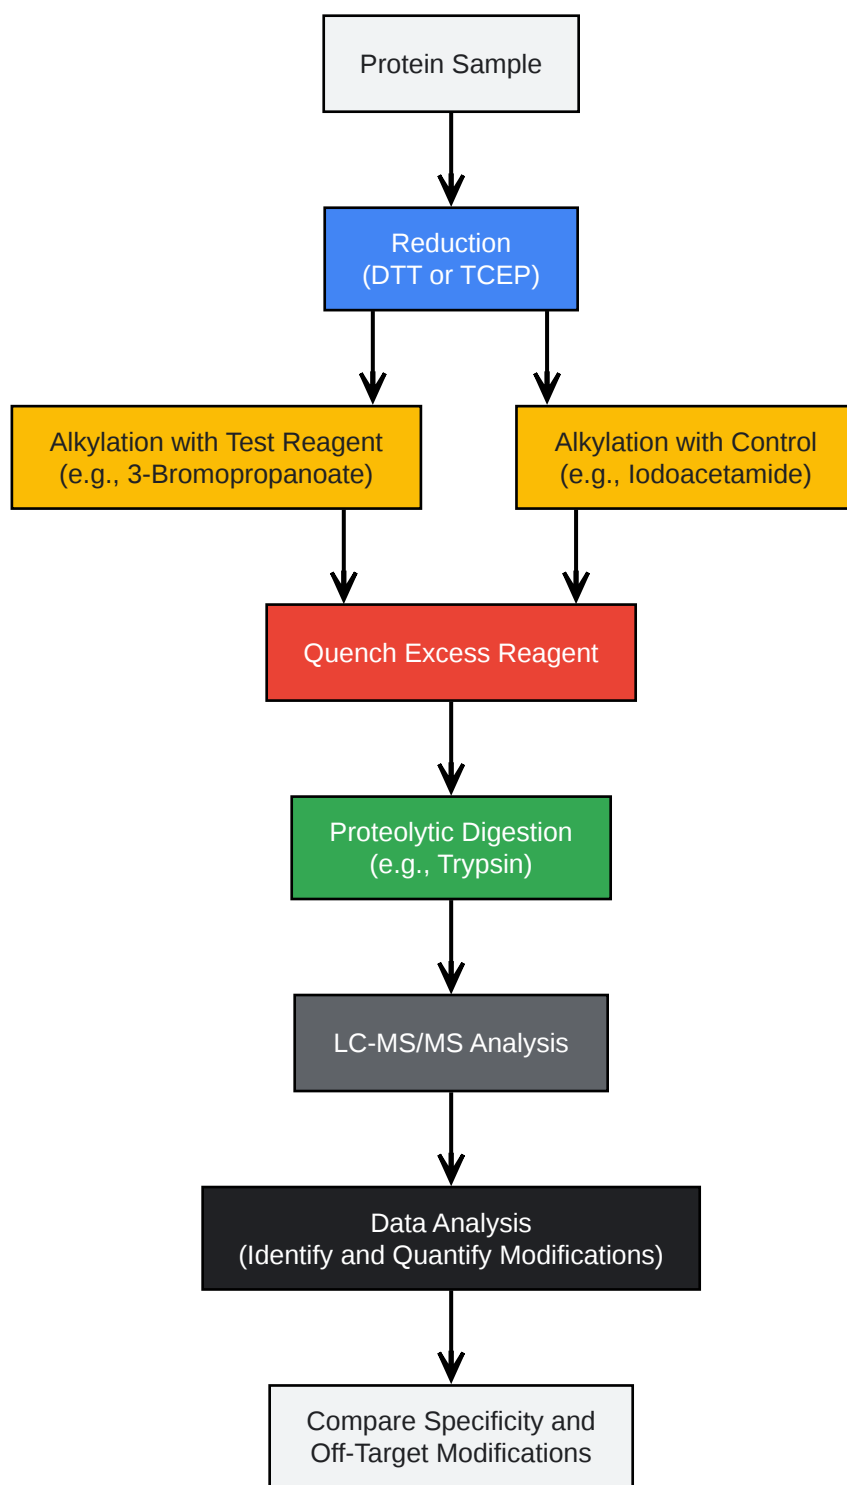 Protein Sample
Reduction
(DTT or TCEP)
Alkylation with Test Reagent
(e.g., 3-Bromopropanoate)
Alkylation with Control
(e.g., Iodoacetamide)
Quench Excess Reagent
Proteolytic Digestion
(e.g., Trypsin)
LC-MS/MS Analysis
Data Analysis
(Identify and Quantify Modifications)
Compare Specificity and
Off-Target Modifications